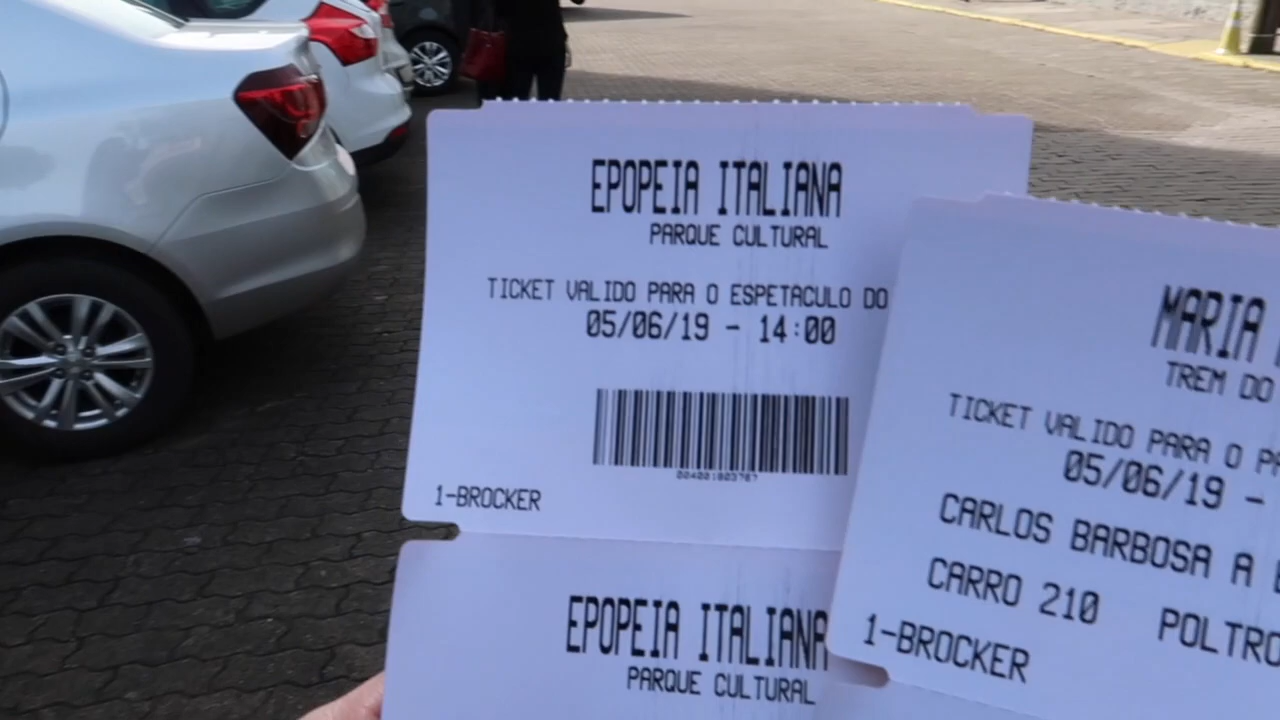 EPOPEIA ITALIANA
PARQUE CULTURAL
TICKET VALIDO PARA O ESPETACULO DO
05/06/19 - 14:00
1-BROCKER
EPOPEIA ITALIANA
PARQUE CULTURAL
MARIA
TREM DO
TICKET VALIDO PARA O
05/06/19 -
CARLOS BARBOSA A
CARRO 210
1-BROCKER